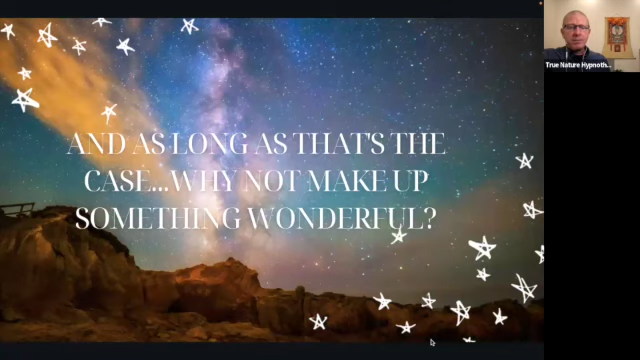 AND AS LONG AS THAT'S THE
CASE...WHY NOT MAKE UP
SOMETHING WONDERFUL?
True Nature Hypnoth...